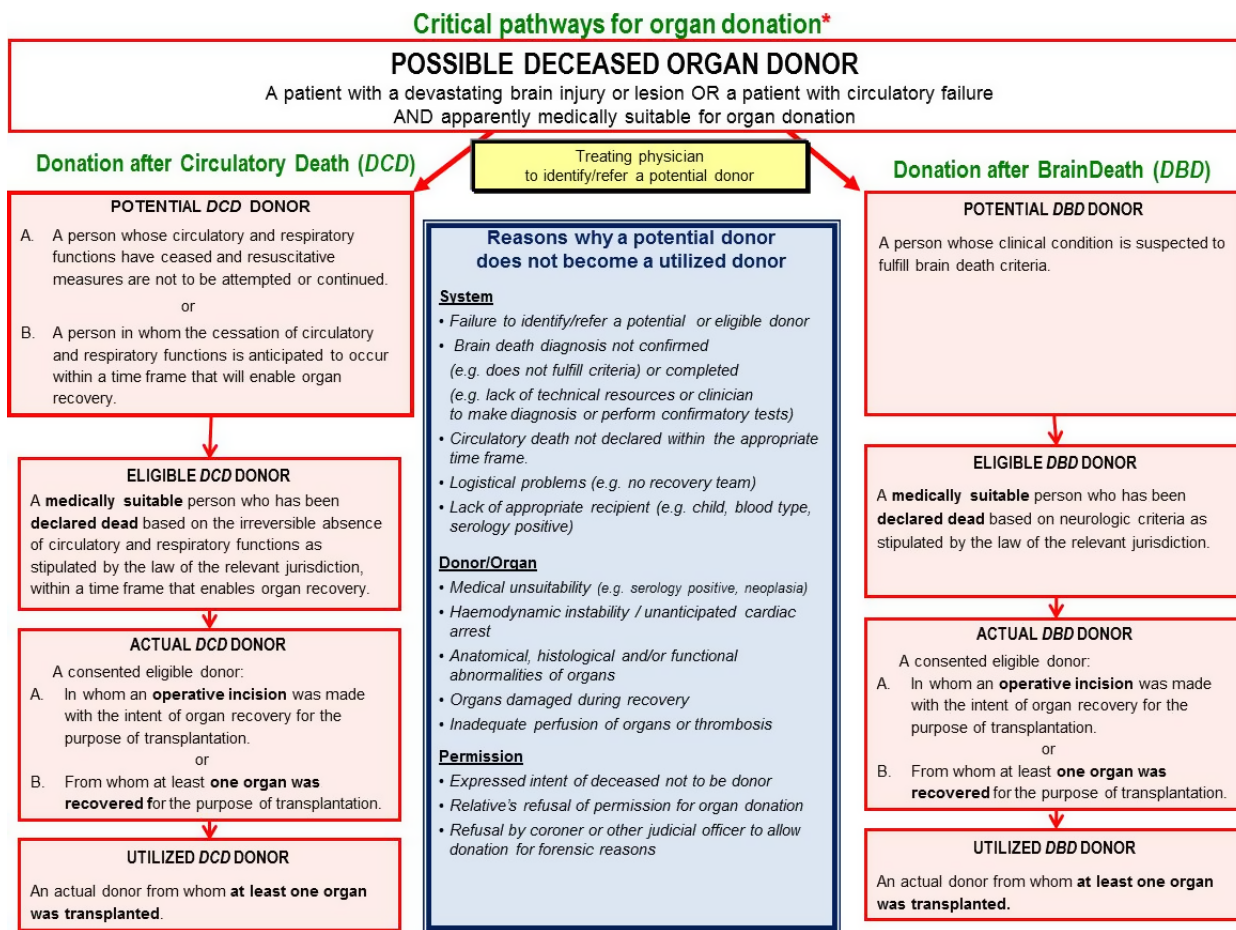 Critical pathways for organ donation*
POSSIBLE DECEASED ORGAN DONOR
A patient with a devastating brain injury or lesion OR a patient with circulatory failure
AND apparently medically suitable for organ donation
Treating physician
to identify/refer a potential donor
Donation after Circulatory Death (DCD)
POTENTIAL DCD DONOR
A. A person whose circulatory and respiratory
functions have ceased and resuscitative
measures are not to be attempted or continued.
or
B. A person in whom the cessation of circulatory
and respiratory functions is anticipated to occur
within a time frame that will enable organ
recovery.
ELIGIBLE DCD DONOR
A medically suitable person who has been
declared dead based on the irreversible absence
of circulatory and respiratory functions as
stipulated by the law of the relevant jurisdiction,
within a time frame that enables organ recovery.
ACTUAL DCD DONOR
A consented eligible donor:
A. In whom an operative incision was made
with the intent of organ recovery for the
purpose of transplantation.
or
B. From whom at least one organ was
recovered for the purpose of transplantation.
UTILIZED DCD DONOR
An actual donor from whom at least one organ
was transplanted.
Reasons why a potential donor
does not become a utilized donor
System
• Failure to identify/refer a potential or eligible donor
• Brain death diagnosis not confirmed
(e.g. does not fulfill criteria) or completed
(e.g. lack of technical resources or clinician
to make diagnosis or perform confirmatory tests)
• Circulatory death not declared within the appropriate
time frame.
• Logistical problems (e.g. no recovery team)
• Lack of appropriate recipient (e.g. child, blood type,
serology positive)
Donor/Organ
• Medical unsuitability (e.g. serology positive, neoplasia)
• Haemodynamic instability / unanticipated cardiac
arrest
• Anatomical, histological and/or functional
abnormalities of organs
• Organs damaged during recovery
• Inadequate perfusion of organs or thrombosis
Permission
• Expressed intent of deceased not to be donor
• Relative's refusal of permission for organ donation
• Refusal by coroner or other judicial officer to allow
donation for forensic reasons
Donation after BrainDeath (DBD)
POTENTIAL DBD DONOR
A person whose clinical condition is suspected to
fulfill brain death criteria.
ELIGIBLE DBD DONOR
A medically suitable person who has been
declared dead based on neurologic criteria as
stipulated by the law of the relevant jurisdiction.
ACTUAL DBD DONOR
A consented eligible donor:
A. In whom an operative incision was made
with the intent of organ recovery for the
purpose of transplantation.
or
B. From whom at least one organ was
recovered for the purpose of transplantation.
UTILIZED DBD DONOR
An actual donor from whom at least one organ
was transplanted.